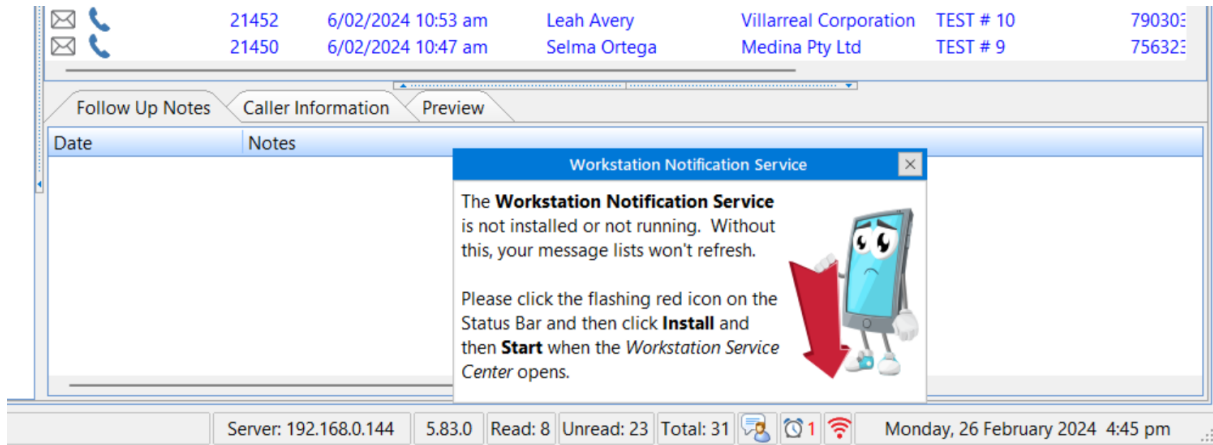 21452 6/02/2024 10:53 am Leah Avery Villarreal Corporation TEST # 10 790303
21450 6/02/2024 10:47 am Selma Ortega Medina Pty Ltd TEST # 9 756323
Follow Up Notes Caller Information Preview
Date Notes
Workstation Notification Service
The Workstation Notification Service
is not installed or not running. Without
this, your message lists won't refresh.
Please click the flashing red icon on the
Status Bar and then click Install and
then Start when the Workstation Service
Center opens.
Server: 192.168.0.144 5.83.0 Read: 8 Unread: 23 Total: 31 1 Monday, 26 February 2024 4:45 pm